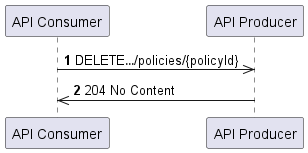 API Consumer API Producer
1 DELETE.../policies/{policyId}
2 204 No Content
API Consumer API Producer